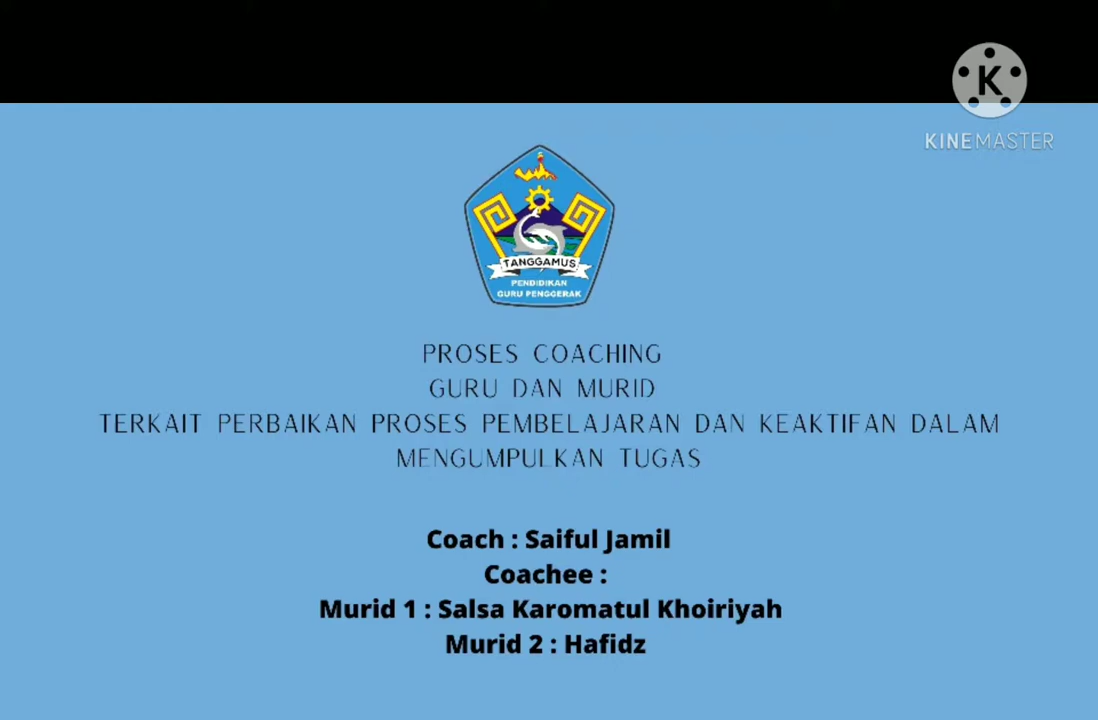 K
KINEMASTER
TANGGAMUS
PENDIDIKAN
GURU PENGGERAK
PROSES COACHING
GURU DAN MURID
TERKAIT PERBAIKAN PROSES PEMBELAJARAN DAN KEAKTIFAN DALAM
MENGUMPULKAN TUGAS
Coach : Saiful Jamil
Coachee :
Murid 1 : Salsa Karomatul Khoiriyah
Murid 2 : Hafidz